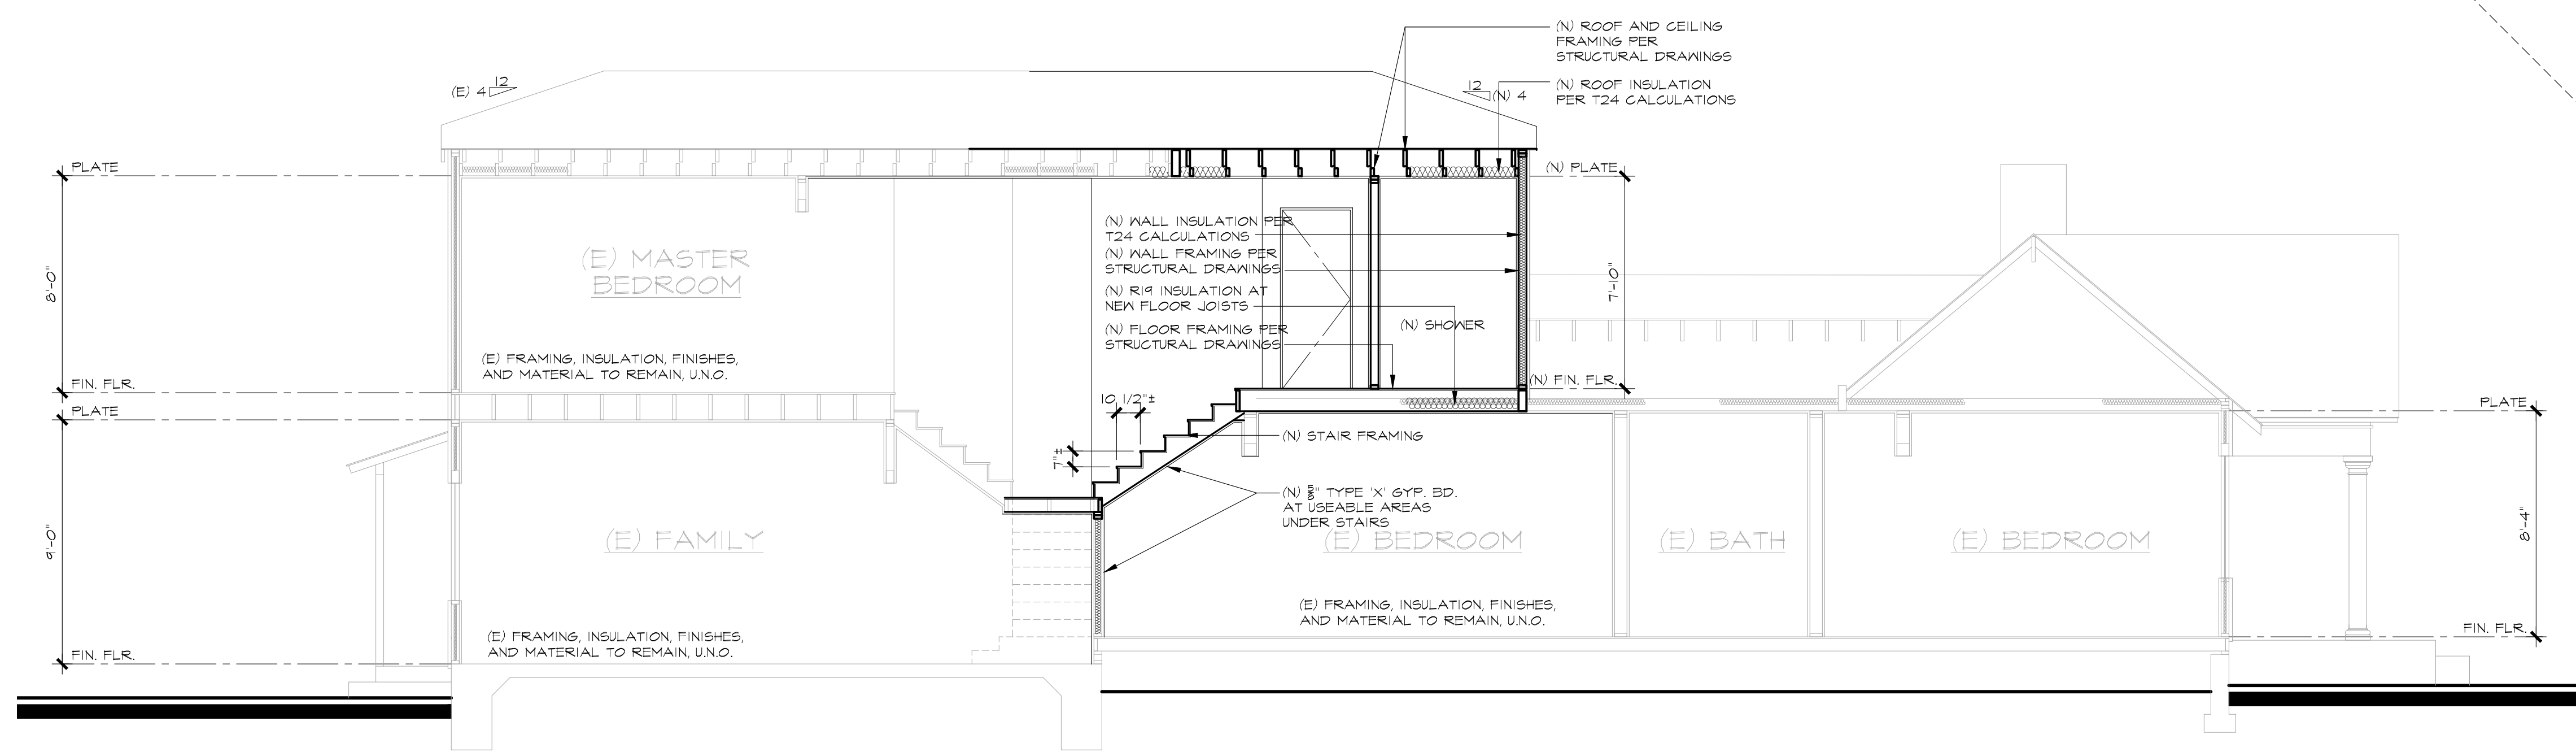 (N) ROOF AND CEILING
FRAMING PER
STRUCTURAL DRAWINGS
(E) 4
12
12
(N) 4
(N) ROOF INSULATION
PER T24 CALCULATIONS
PLATE
(N) PLATE
(N) WALL INSULATION PER
T24 CALCULATIONS
(N) WALL FRAMING PER
STRUCTURAL DRAWINGS
(N) R19 INSULATION AT
NEW FLOOR JOISTS
(N) FLOOR FRAMING PER
STRUCTURAL DRAWINGS
(E) MASTER
BEDROOM
8'-0"
7'-10"
(N) SHOWER
(E) FRAMING, INSULATION, FINISHES,
AND MATERIAL TO REMAIN, U.N.O.
FIN. FLR.
(N) FIN. FLR.
PLATE
PLATE
10 1/2"±
7"±
(N) STAIR FRAMING
(N) 5/8" TYPE 'X' GYP. BD.
AT USEABLE AREAS
UNDER STAIRS
9'-0"
(E) FAMILY
(E) BEDROOM
(E) BATH
(E) BEDROOM
8'-4"
(E) FRAMING, INSULATION, FINISHES,
AND MATERIAL TO REMAIN, U.N.O.
(E) FRAMING, INSULATION, FINISHES,
AND MATERIAL TO REMAIN, U.N.O.
FIN. FLR.
FIN. FLR.